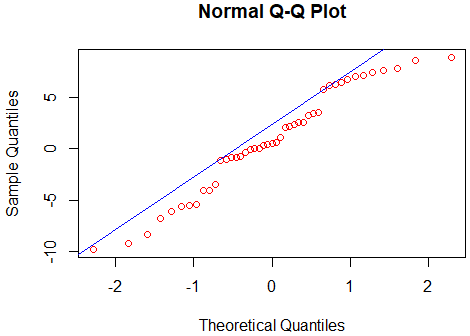 Normal Q-Q Plot
Sample Quantiles
5
0
-5
-10
-2 -1 0 1 2
Theoretical Quantiles